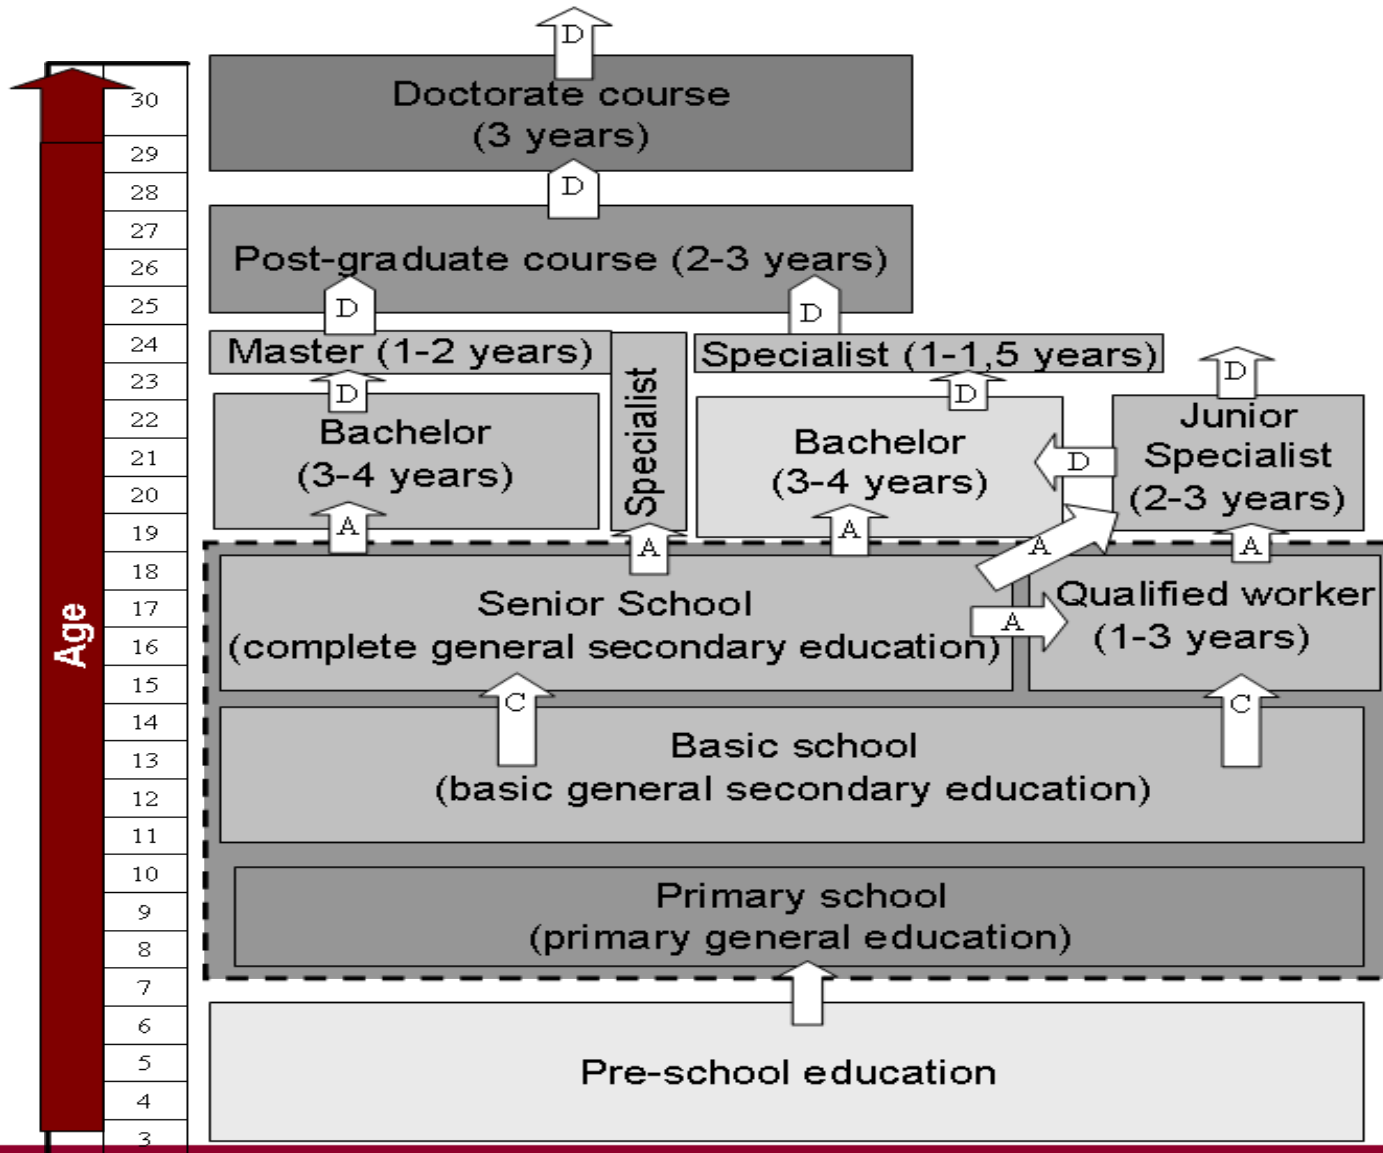 D
Doctorate course
(3 years)
D
Post-graduate course (2-3 years)
D
D
Master (1-2 years)
Specialist
Specialist (1-1,5 years)
D
D
D
Bachelor
(3-4 years)
Bachelor
(3-4 years)
D
Junior
Specialist
(2-3 years)
A
A
A
A
A
Senior School
(complete general secondary education)
A
Qualified worker
(1-3 years)
C
C
Basic school
(basic general secondary education)
Primary school
(primary general education)
Pre-school education
Age
30
29
28
27
26
25
24
23
22
21
20
19
18
17
16
15
14
13
12
11
10
9
8
7
6
5
4
3